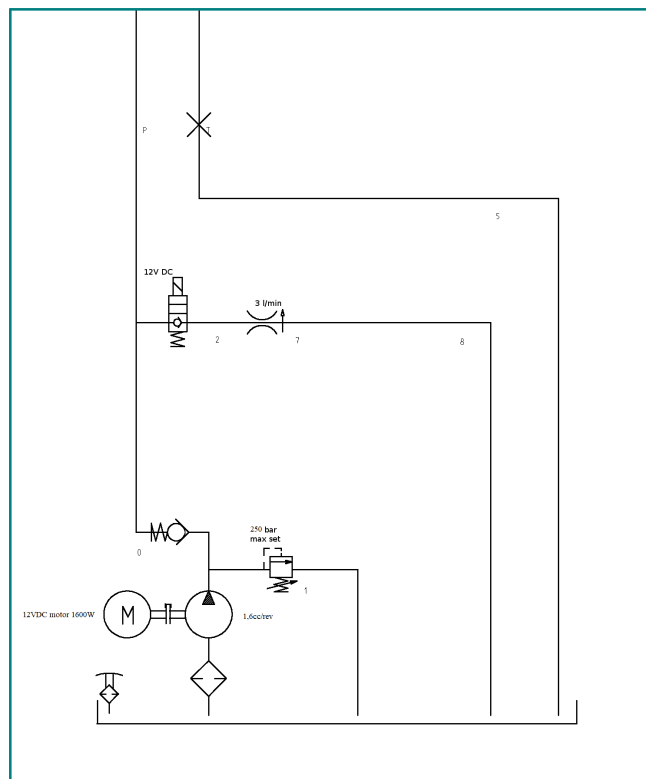 P
T
5
12V DC
3 l/min
2
7
8
250 bar
max set
0
1
M
12VDC motor 1600W
1,6cc/rev